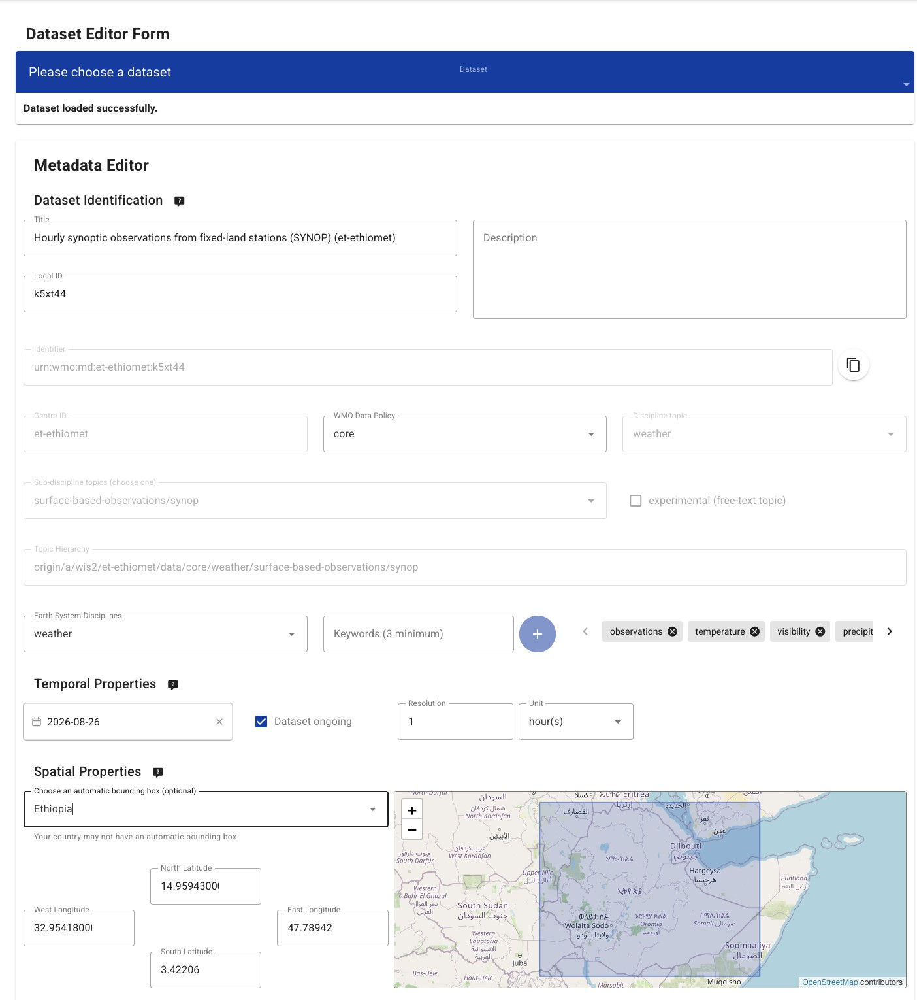 Dataset Editor Form
Please choose a dataset
Dataset
Dataset loaded successfully.
Metadata Editor
Dataset Identification
Title
Hourly synoptic observations from fixed-land stations (SYNOP) (et-ethiomet)
Description
Local ID
k5xt44
Identifier
urn:wmo:md:et-ethiomet:k5xt44
Centre ID
et-ethiomet
WMO Data Policy
core
Discipline topic
weather
Sub-discipline topics (choose one)
surface-based-observations/synop
experimental (free-text topic)
Topic Hierarchy
origin/a/wis2/et-ethiomet/data/core/weather/surface-based-observations/synop
Earth System Disciplines
weather
Keywords (3 minimum)
+
observations
temperature
visibility
precipit
Temporal Properties
2026-08-26
Dataset ongoing
Resolution
1
Unit
hour(s)
Spatial Properties
Choose an automatic bounding box (optional)
Ethiopia
Your country may not have an automatic bounding box
North Latitude
14.95943000
West Longitude
32.95418000
East Longitude
47.78942
South Latitude
3.42206
+
−
North Darfur
السودان
شمال كردفان
North Kordofan
الأبيض
كسلا
ኤርትራ Eritrea
إرتريا
القضارف
الحديدة
اليمن
تعز
عدن
جنوب دارفور
South Darfur
غرب كردفان
West Kordofan
Upper Nile
أعالي النيل
አማራ ክልል
Djibouti
جيبوتي
Hargeysa
هرجيسا
Puntland
أرض البنط
Western
Bahr El Ghazal
بحر الغزال
الغربي
ኢትዮጵያ
South Sudan
جنوب السودان
ወላይታ ሶዶ
Wolaita Sodo
ولاينا سودو
ኦሮሚያ ክልል
Oromia
أوروميا
ሶማሌ ክልል
Somali صومالي
Western
Equatoria
الاستوائية
الغربية
Soomaaliya
الصومال
Juba
Bas-Uele
Haut-Uele
Marsabit
Muqdisho
OpenStreetMap contributors